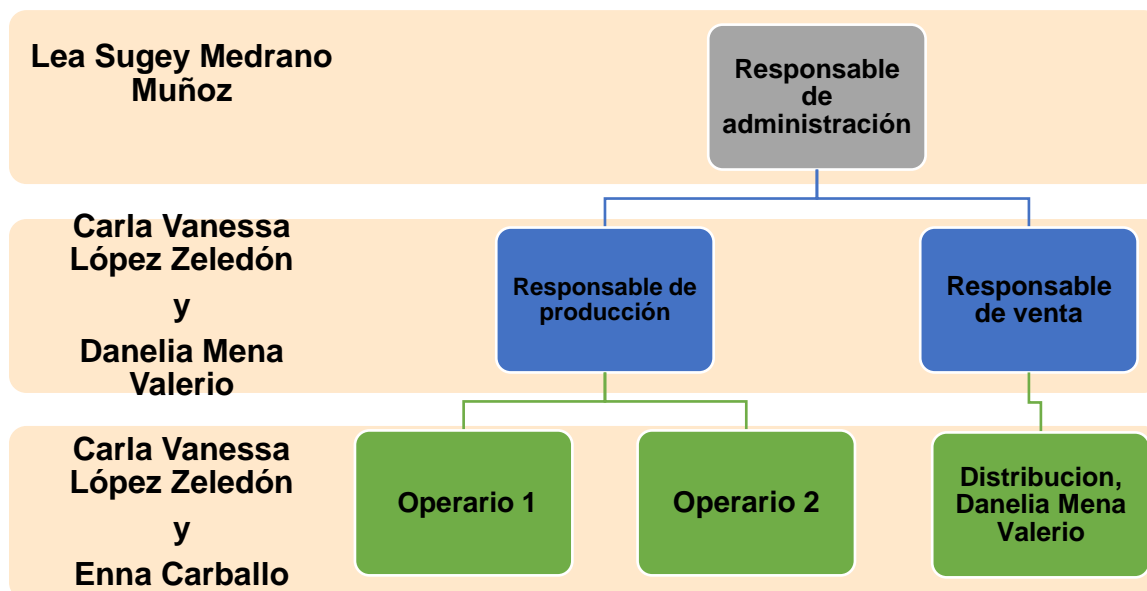 Lea Sugey Medrano
Muñoz
Responsable
de
administración
Carla Vanessa
López Zeledón
y
Danelia Mena
Valerio
Responsable de
producción
Responsable
de venta
Carla Vanessa
López Zeledón
y
Enna Carballo
Operario 1
Operario 2
Distribucion,
Danelia Mena
Valerio